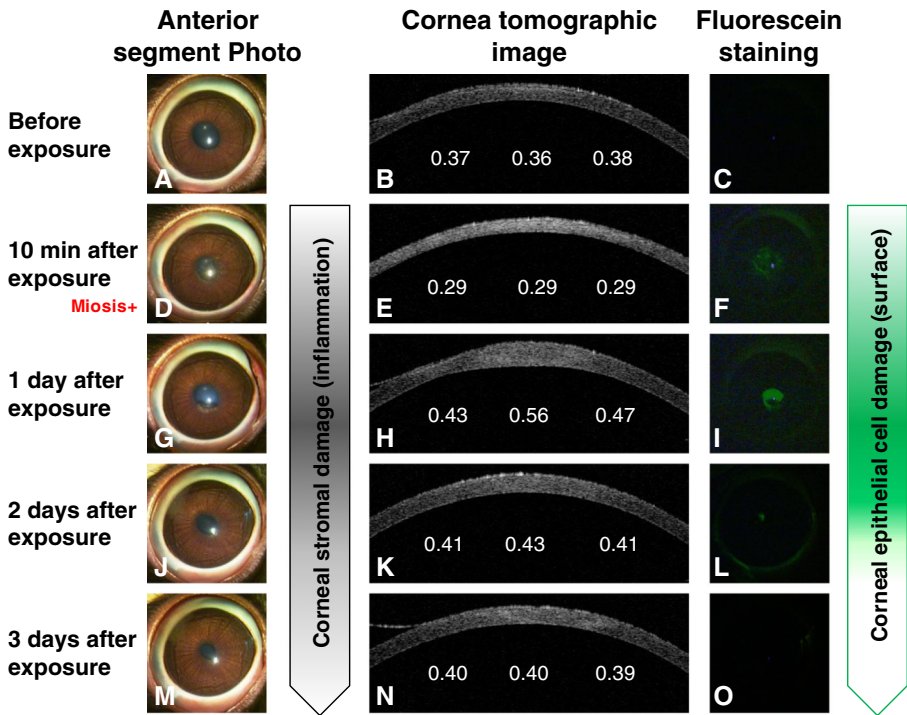 Anterior
segment Photo
Cornea tomographic
image
Fluorescein
staining
Before
exposure
A
B
0.37 0.36 0.38
C
10 min after
exposure
Miosis+
D
E
0.29 0.29 0.29
F
1 day after
exposure
G
H
0.43 0.56 0.47
I
2 days after
exposure
J
K
0.41 0.43 0.41
L
3 days after
exposure
M
N
0.40 0.40 0.39
O
Corneal stromal damage (inflammation)
Corneal epithelial cell damage (surface)